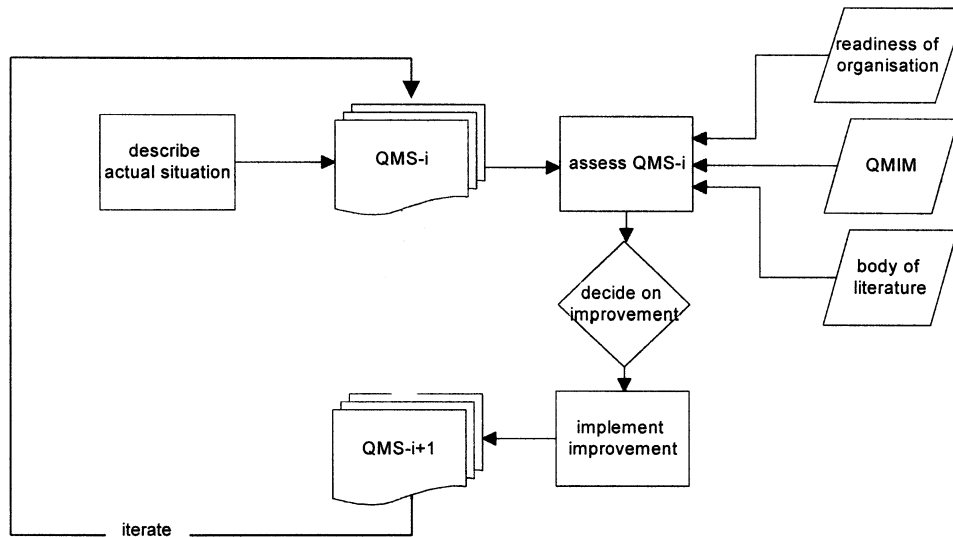 readiness of
organisation
describe
actual situation
QMS-i
assess QMS-i
QMIM
body of
literature
decide on
improvement
implement
improvement
QMS-i+1
iterate